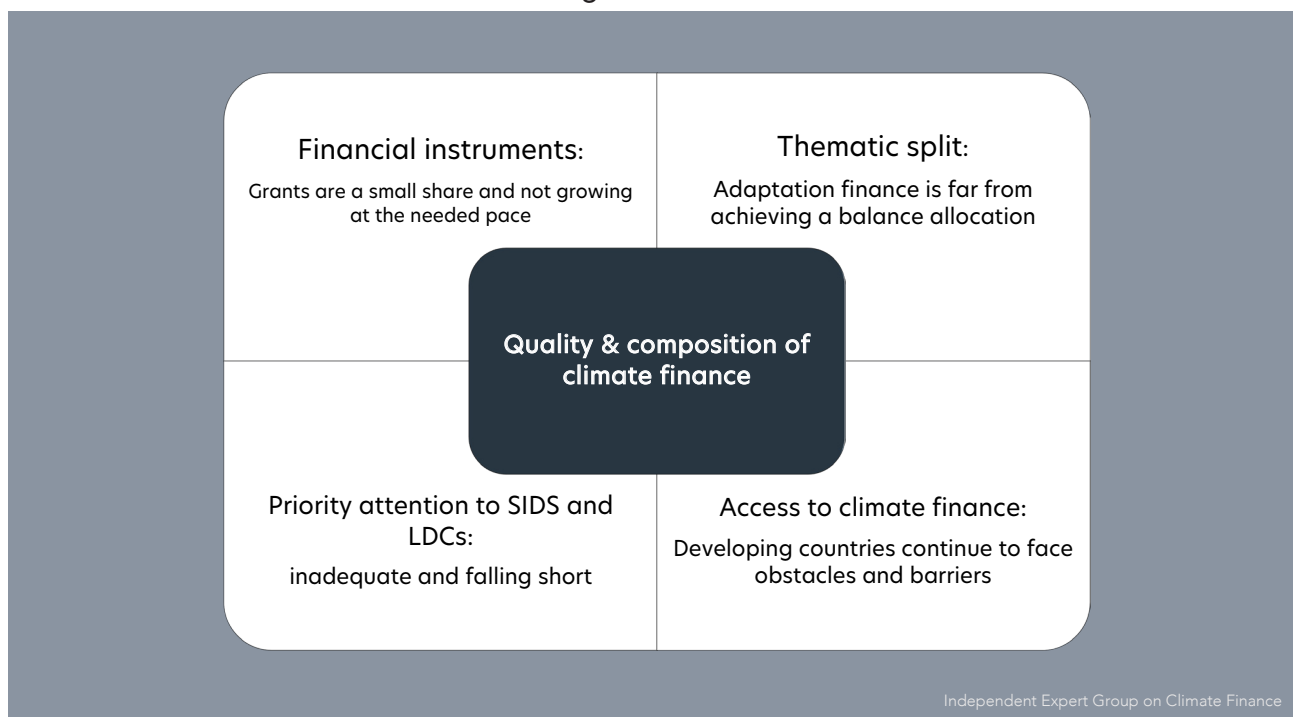 Financial instruments:
Grants are a small share and not growing
at the needed pace
Thematic split:
Adaptation finance is far from
achieving a balance allocation
Quality & composition of
climate finance
Priority attention to SIDS and
LDCs:
inadequate and falling short
Access to climate finance:
Developing countries continue to face
obstacles and barriers
Independent Expert Group on Climate Finance